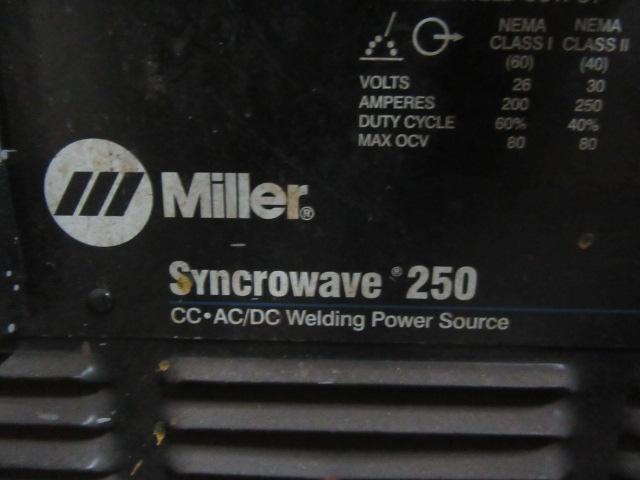 NEMA NEMA
CLASS I CLASS II
(60) (40)
VOLTS 26 30
AMPERES 200 250
DUTY CYCLE 60% 40%
MAX OCV 80 80
Miller®
Syncrowave® 250
CC•AC/DC Welding Power Source